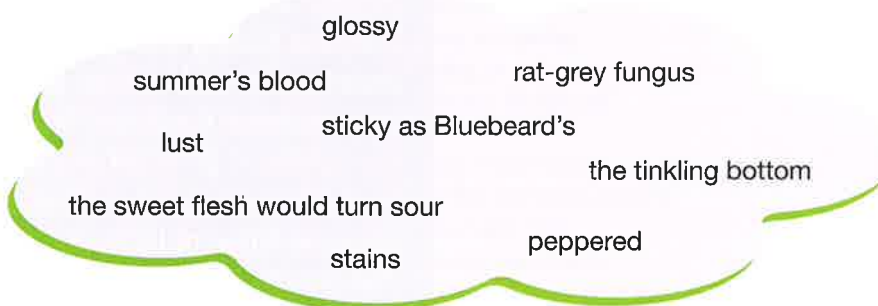 glossy
summer's blood
rat-grey fungus
lust
sticky as Bluebeard's
the tinkling bottom
the sweet flesh would turn sour
peppered
stains